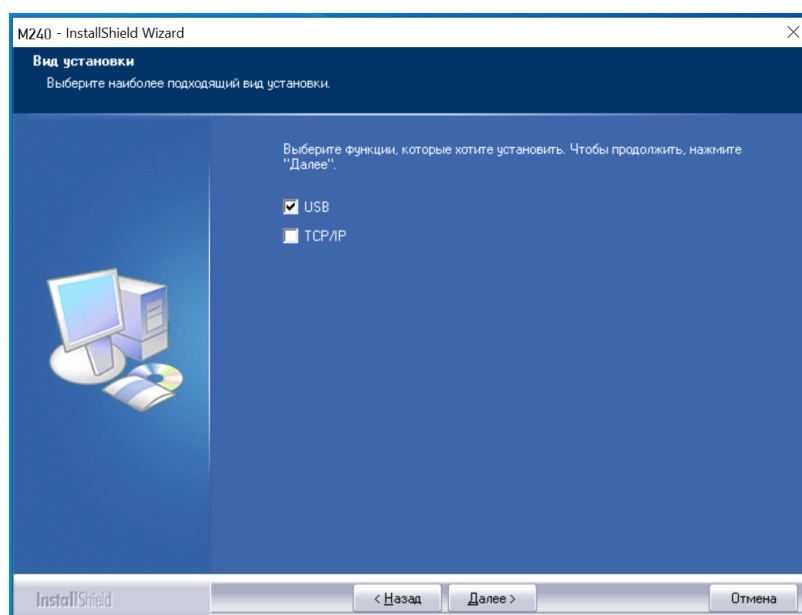 M240 - InstallShield Wizard
Вид установки
Выберите наиболее подходящий вид установки.
Выберите функции, которые хотите установить. Чтобы продолжить, нажмите
"Далее".
USB
TCP/IP
InstallShield
< Назад
Далее >
Отмена